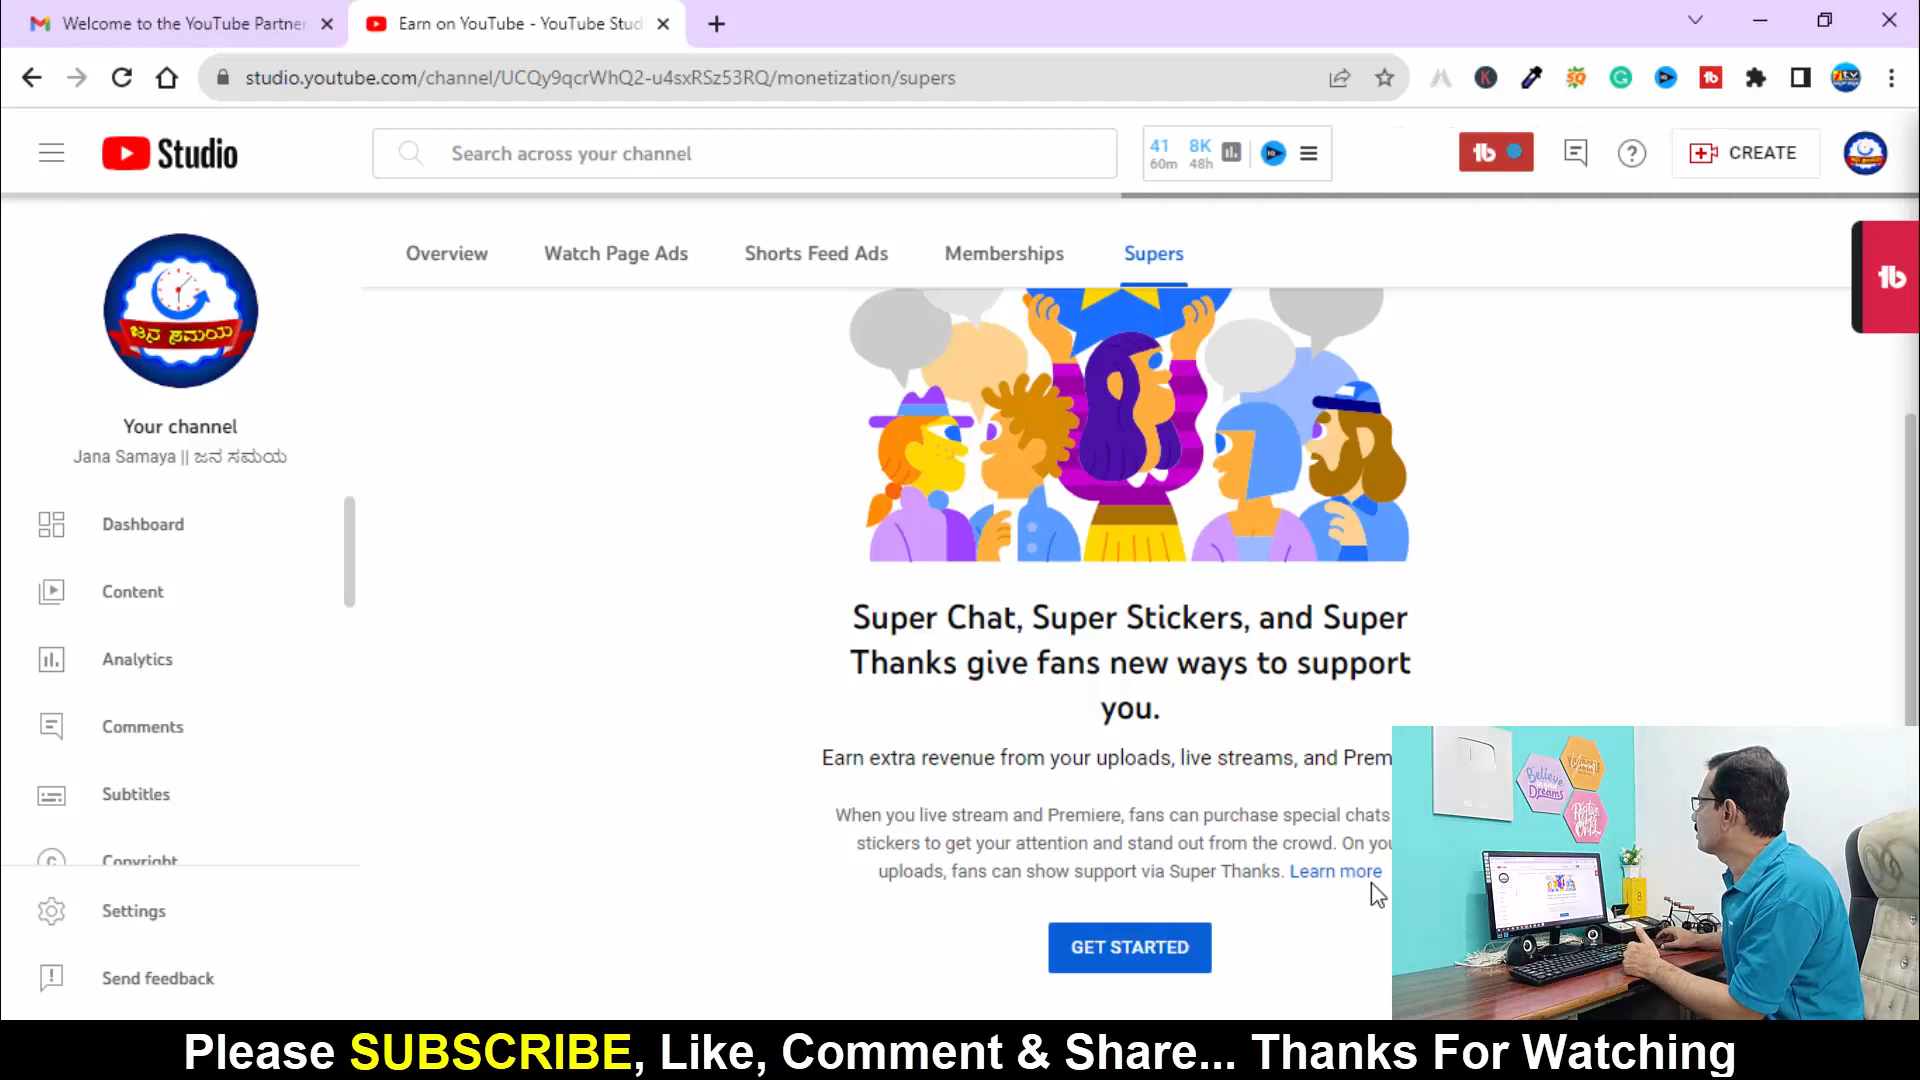 Welcome to the YouTube Partner
Earn on YouTube - YouTube Stud
studio.youtube.com/channel/UCQy9qcrWhQ2-u4sxRSz53RQ/monetization/supers
Studio
Search across your channel
41 8K
60m 48h
CREATE
Overview
Watch Page Ads
Shorts Feed Ads
Memberships
Supers
ಜನ ಸಮಯ
Your channel
Jana Samaya || ಜನ ಸಮಯ
Dashboard
Content
Analytics
Comments
Subtitles
Copyright
Settings
Send feedback
Super Chat, Super Stickers, and Super
Thanks give fans new ways to support
you.
Earn extra revenue from your uploads, live streams, and Prem
When you live stream and Premiere, fans can purchase special chats
stickers to get your attention and stand out from the crowd. On you
uploads, fans can show support via Super Thanks. Learn more
GET STARTED
Believe
Dreams
Please SUBSCRIBE, Like, Comment & Share... Thanks For Watching